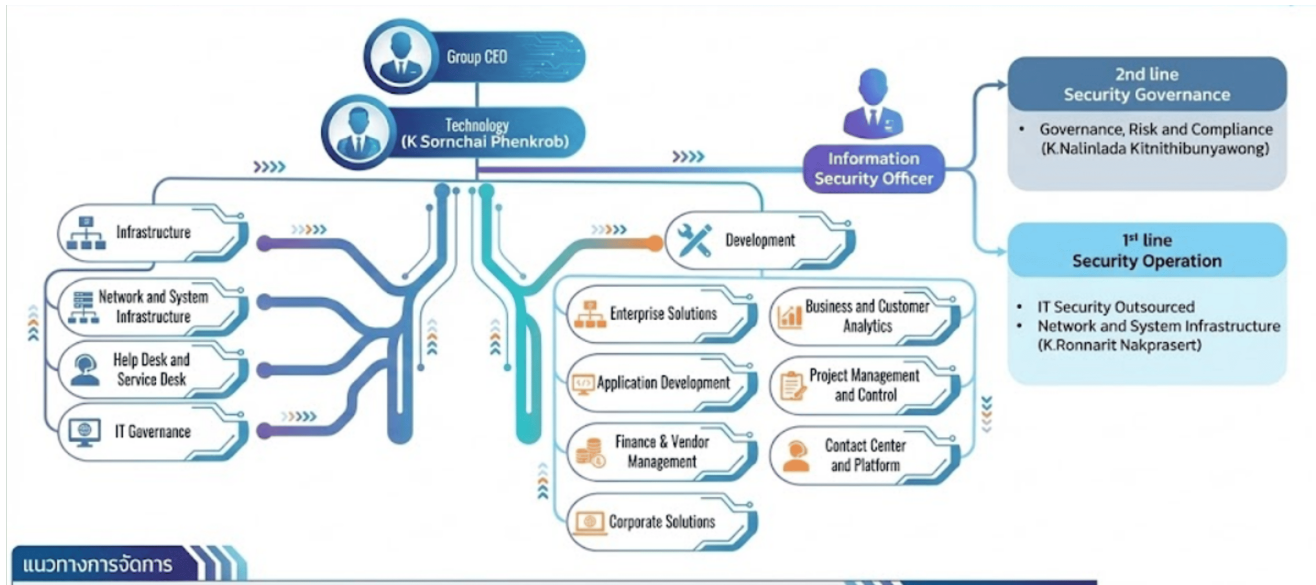 Group CEO
Technology
(K.Sornchai Phenkrob)
Information
Security Officer
2nd line
Security Governance
• Governance, Risk and Compliance
(K.Nalinlada Kitnithibunyawong)
1st line
Security Operation
• IT Security Outsourced
• Network and System Infrastructure
(K.Ronnarit Nakprasert)
Infrastructure
Network and System
Infrastructure
Help Desk and
Service Desk
IT Governance
Development
Enterprise Solutions
Application Development
Finance & Vendor
Management
Corporate Solutions
Business and Customer
Analytics
Project Management
and Control
Contact Center
and Platform
แนวทางการจัดการ